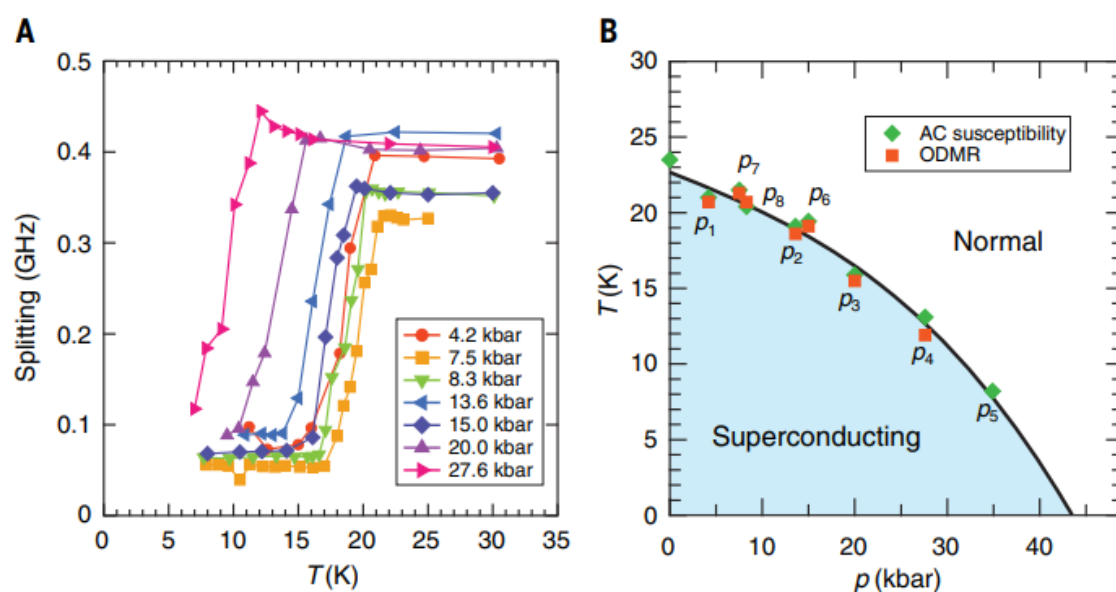 A
Splitting (GHz)
0.5
0.4
0.3
0.2
0.1
0
0 5 10 15 20 25 30 35
T(K)
4.2 kbar
7.5 kbar
8.3 kbar
13.6 kbar
15.0 kbar
20.0 kbar
27.6 kbar
B
T(K)
30
25
20
15
10
5
0
0 10 20 30 40
p (kbar)
AC susceptibility
ODMR
p7
p8
p6
p1
p2
p3
p4
p5
Normal
Superconducting